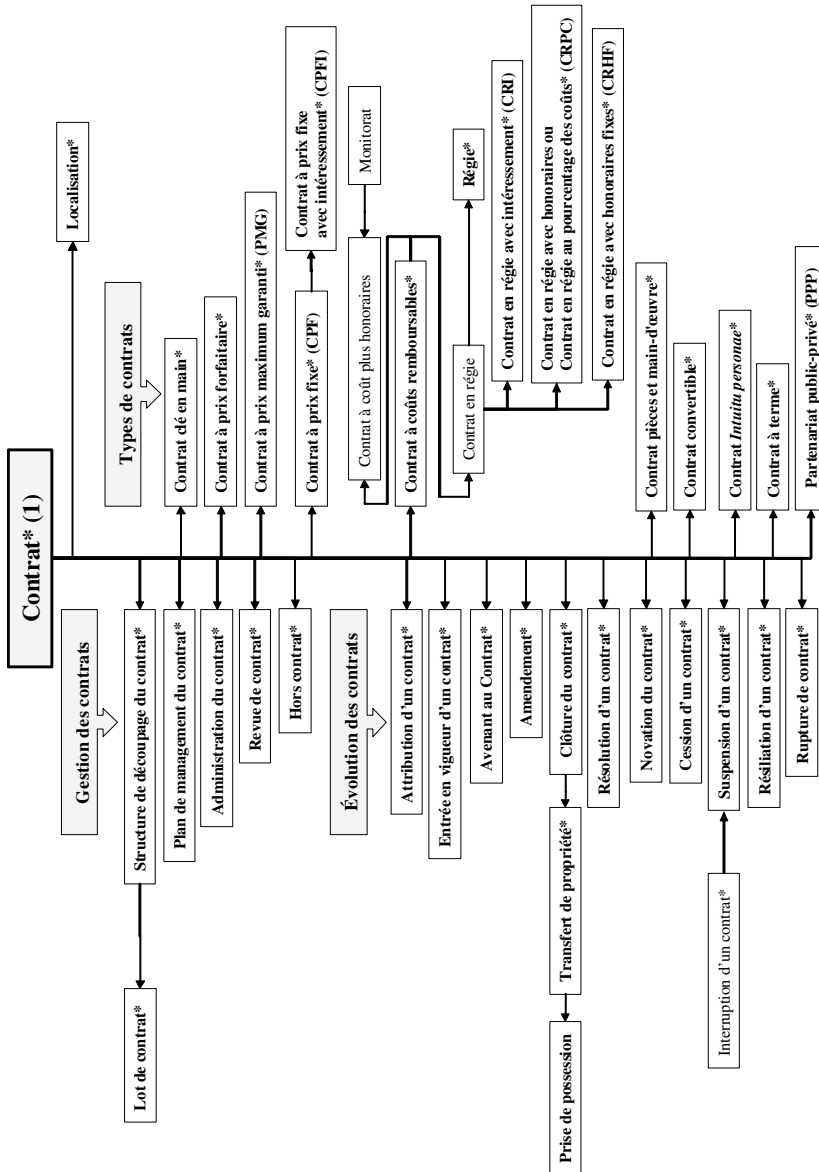 Contrat* (1)
Localisation*
Gestion des contrats
Structure de découpage du contrat*
Lot de contrat*
Plan de management du contrat*
Administration du contrat*
Revue de contrat*
Hors contrat*
Évolution des contrats
Attribution d'un contrat*
Entrée en vigueur d'un contrat*
Avenant au Contrat*
Amendement*
Clôture du contrat*
Transfert de propriété*
Prise de possession
Résolution d'un contrat*
Novation du contrat*
Cession d'un contrat*
Suspension d'un contrat*
Interruption d'un contrat*
Résiliation d'un contrat*
Rupture de contrat*
Types de contrats
Contrat clé en main*
Contrat à prix forfaitaire*
Contrat à prix maximum garanti* (PMG)
Contrat à prix fixe* (CPF)
Contrat à prix fixe
avec intéressement* (CPFI)
Contrat à coût plus honoraires
Monitorat
Contrat à coûts remboursables*
Contrat en régie
Régie*
Contrat en régie avec intéressement* (CRI)
Contrat en régie avec honoraires ou
Contrat en régie au pourcentage des coûts* (CRPC)
Contrat en régie avec honoraires fixes* (CRHF)
Contrat pièces et main-d'œuvre*
Contrat convertible*
Contrat Intuitu personae*
Contrat à terme*
Partenariat public-privé* (PPP)